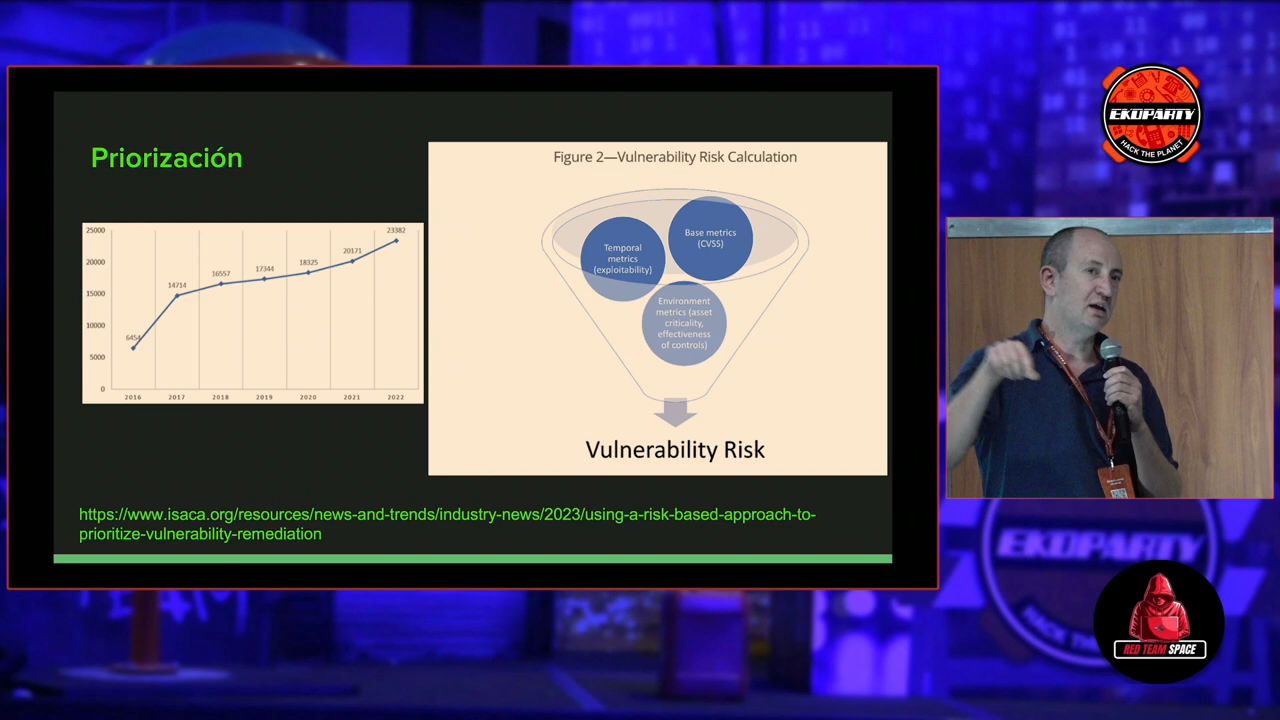 Priorización
25000
20000
15000
10000
5000
0
6454
14714
16557
17344
18325
20171
23382
2016 2017 2018 2019 2020 2021 2022
Figure 2—Vulnerability Risk Calculation
Temporal
metrics
(exploitability)
Base metrics
(CVSS)
Environment
metrics (asset
criticality,
effectiveness
of controls)
Vulnerability Risk
https://www.isaca.org/resources/news-and-trends/industry-news/2023/using-a-risk-based-approach-to-
prioritize-vulnerability-remediation
EKOPARTY
HACK THE PLANET
EKOPARTY
HACK THE
RED TEAM SPACE